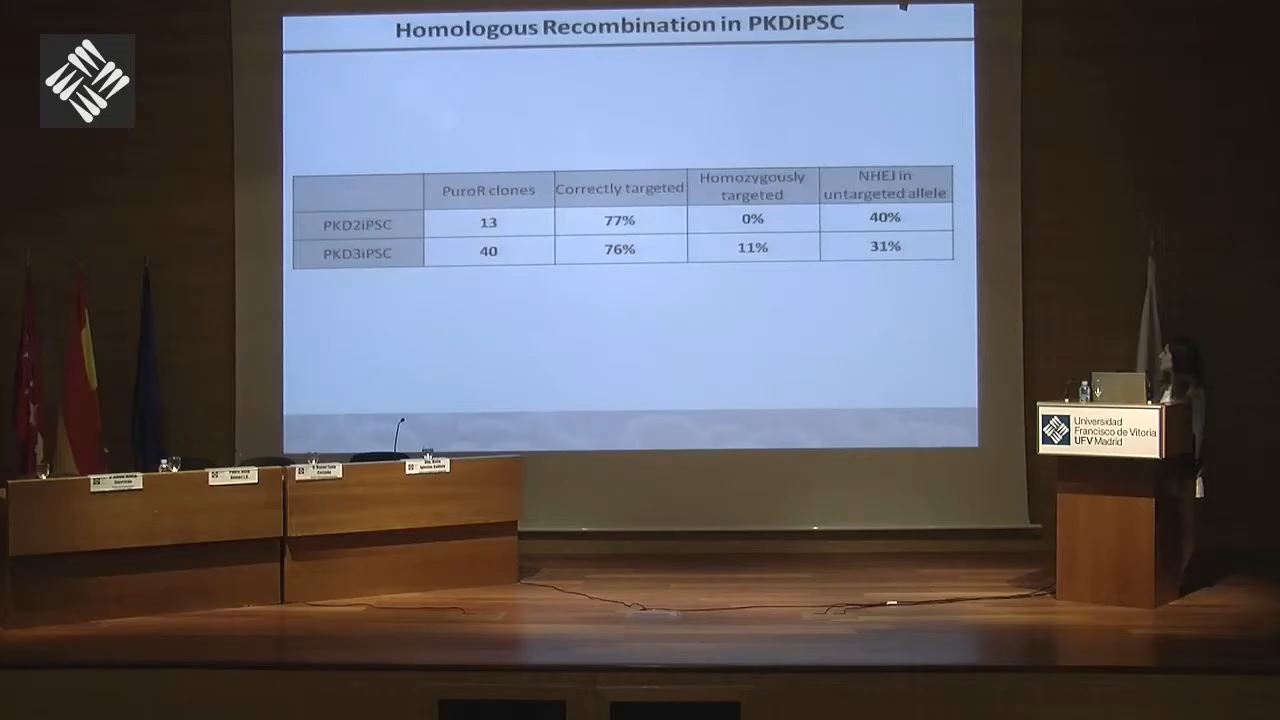 Homologous Recombination in PKDiPSC
PuroR clones
Correctly targeted
Homozygously
targeted
NHEJ in
untargeted allele
PKD2iPSC
13
77%
0%
40%
PKD3iPSC
40
76%
11%
31%
Universidad
Francisco de Vitoria
UFV Madrid